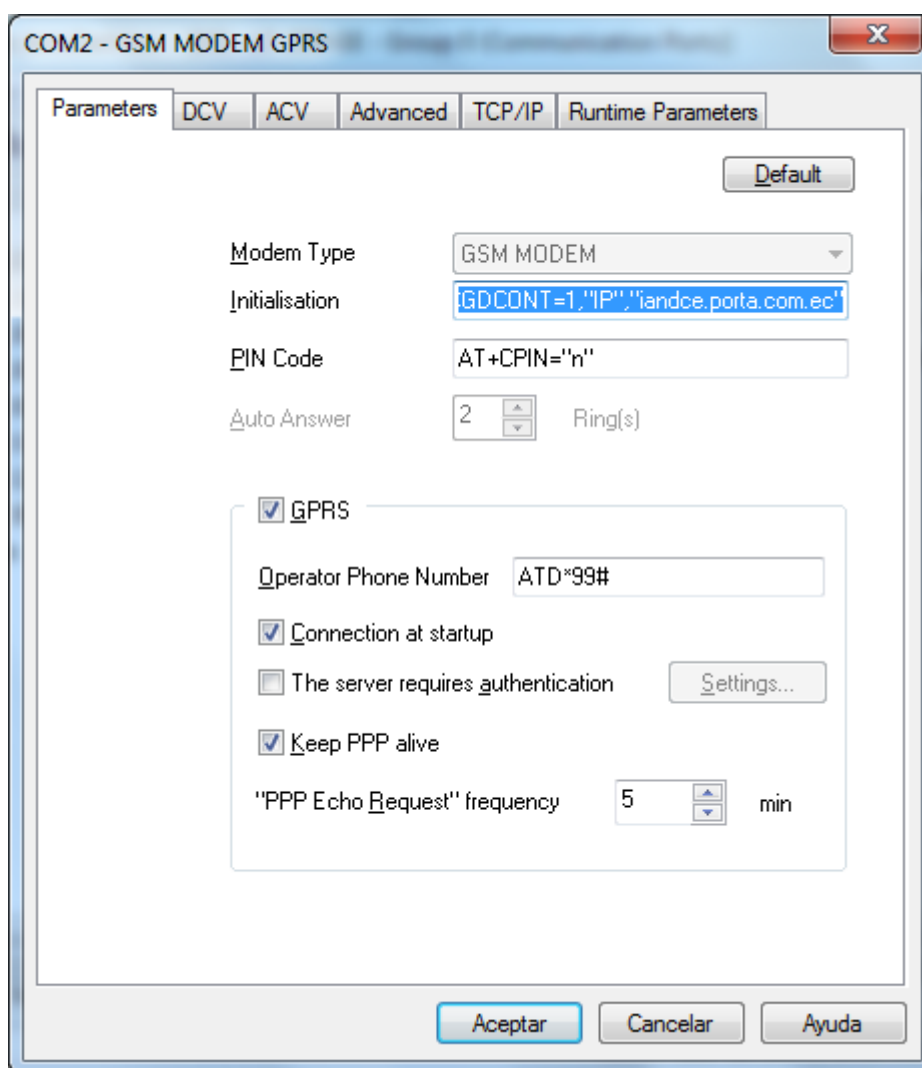 COM2 - GSM MODEM GPRS
Parameters DCV ACV Advanced TCP/IP Runtime Parameters
Default
Modem Type GSM MODEM
Initialisation GDCONT=1,"IP","iandce.porta.com.ec"
PIN Code AT+CPIN="n"
Auto Answer 2 Ring(s)
GPRS
Operator Phone Number ATD*99#
Connection at startup
The server requires authentication Settings...
Keep PPP alive
"PPP Echo Request" frequency 5 min
Aceptar Cancelar Ayuda